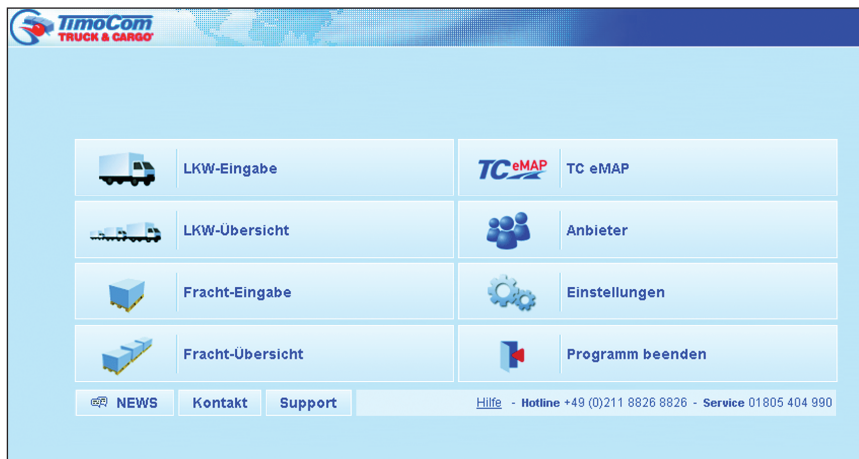 TimoCom
TRUCK & CARGO®
LKW-Eingabe
TC eMAP TC eMAP
LKW-Übersicht
Anbieter
Fracht-Eingabe
Einstellungen
Fracht-Übersicht
Programm beenden
NEWS Kontakt Support Hilfe - Hotline +49 (0)211 8826 8826 - Service 01805 404 990